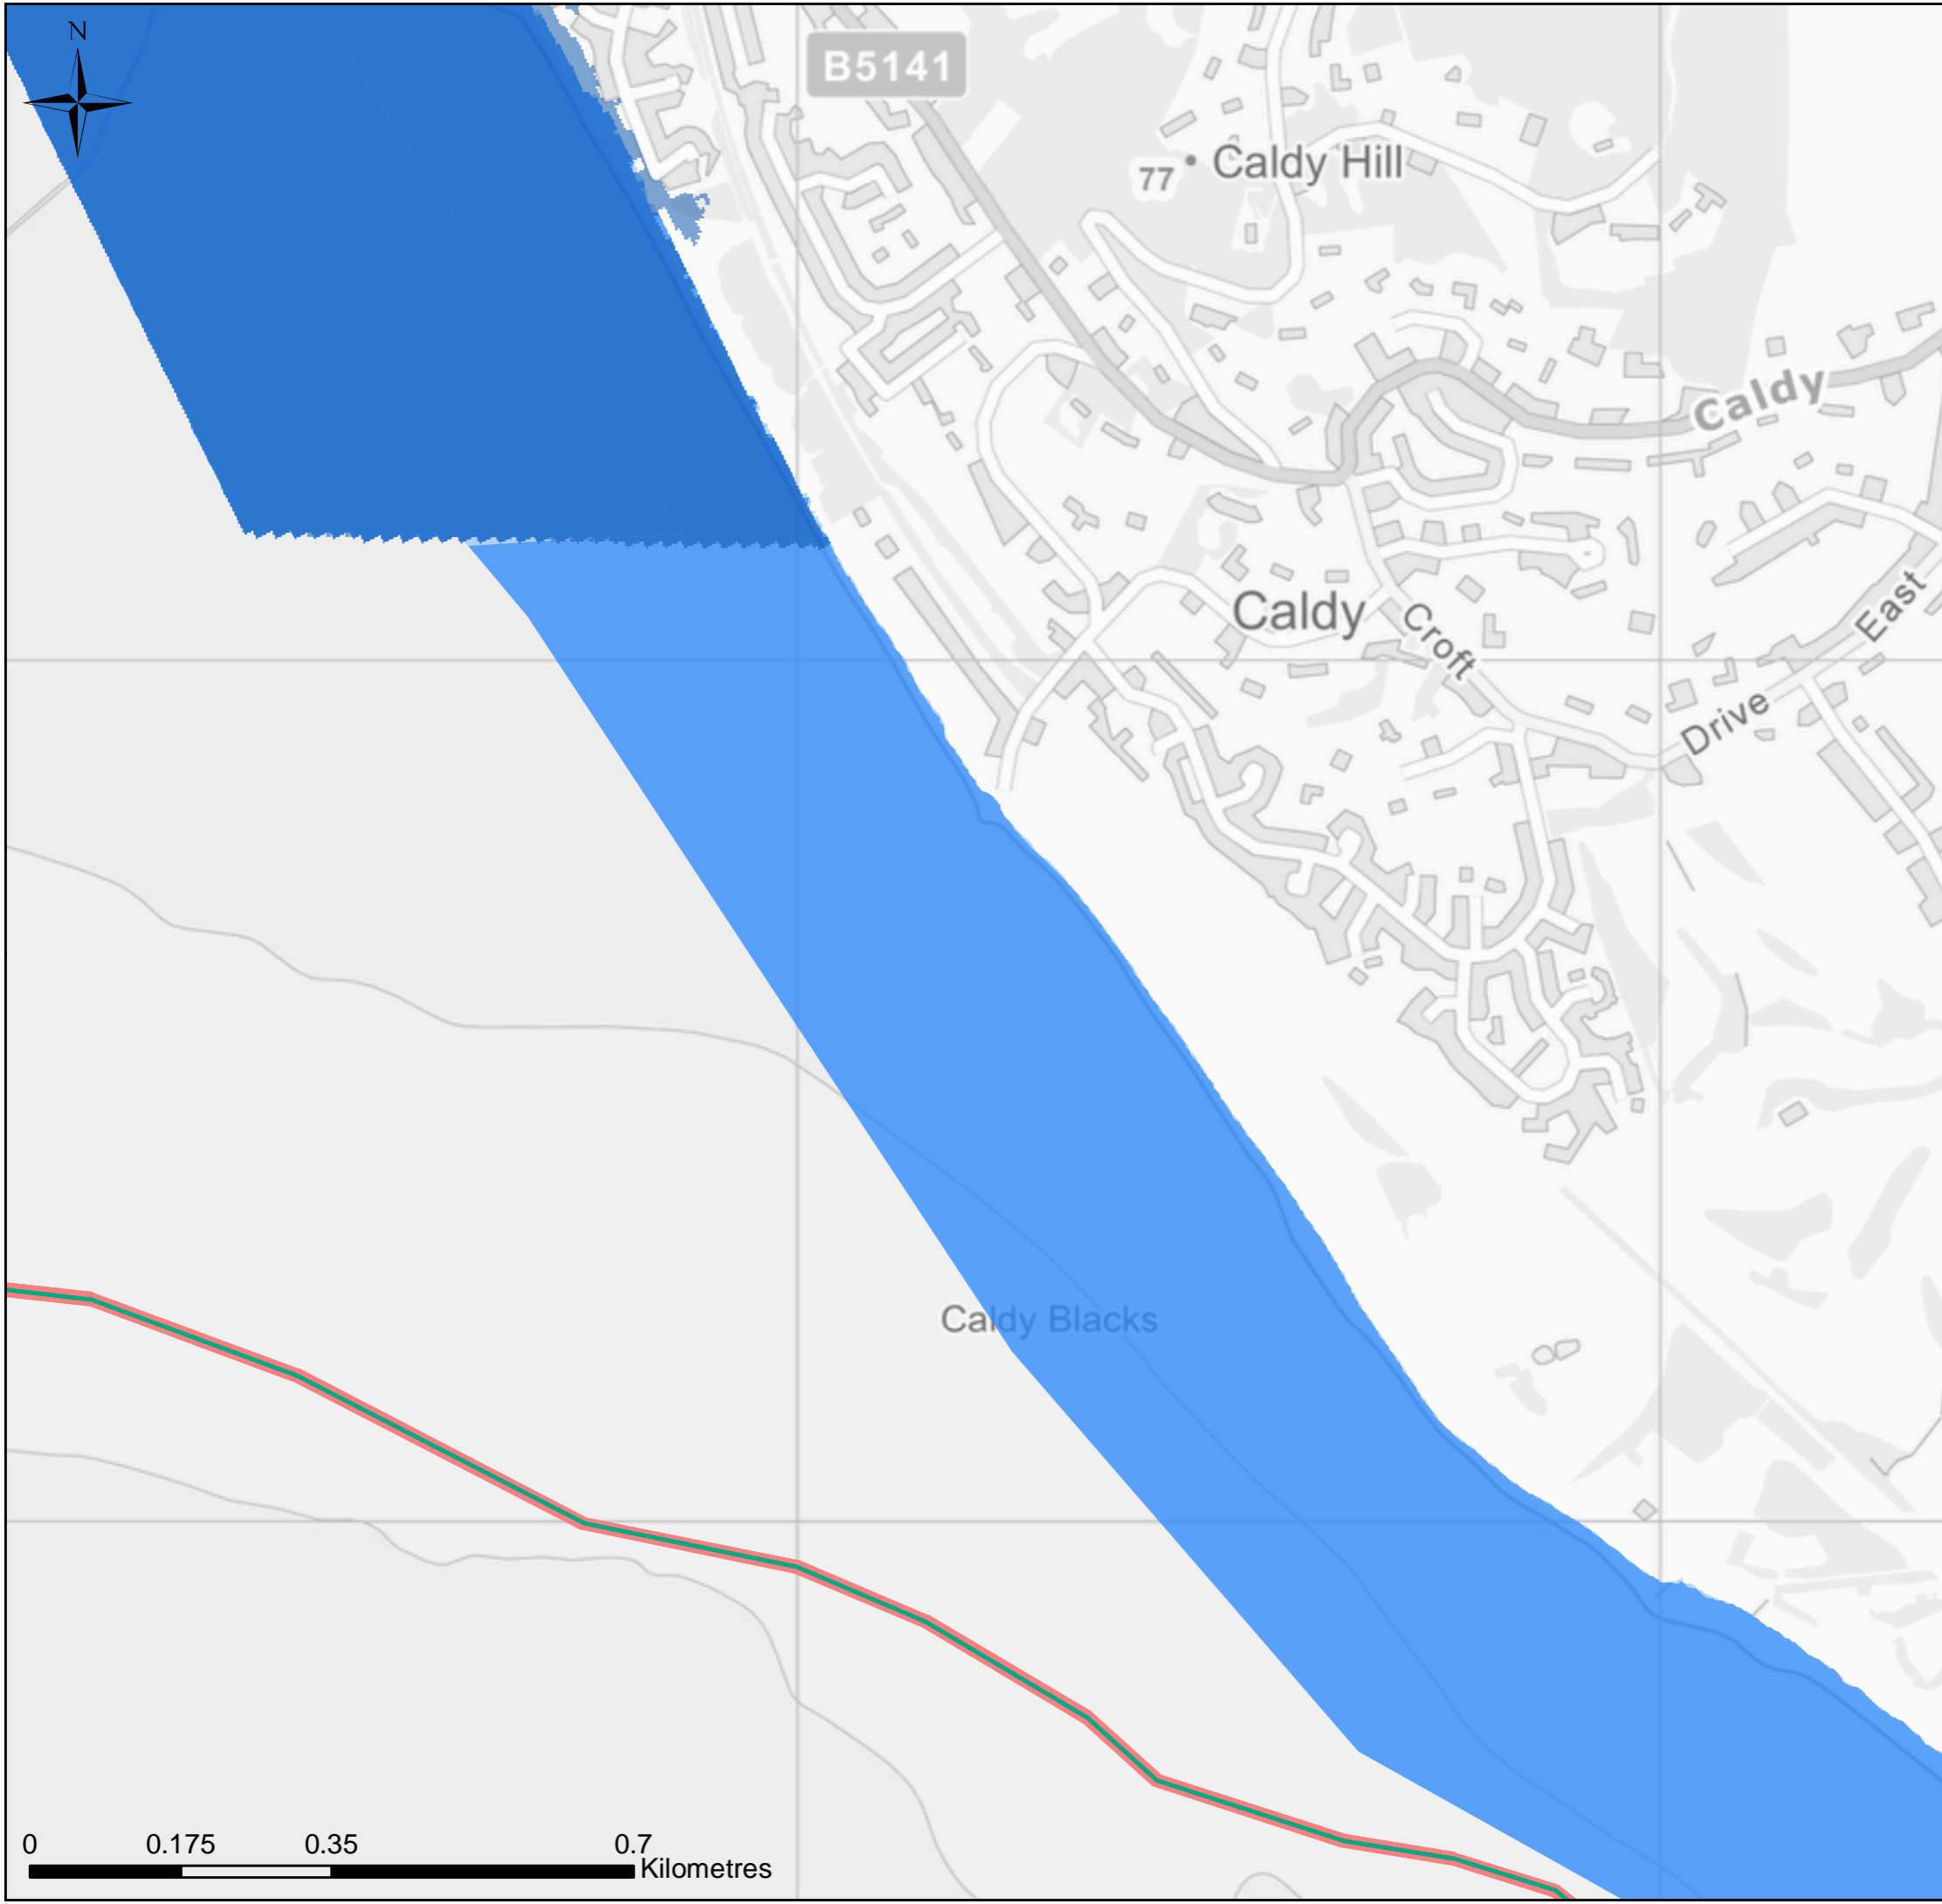 N
B5141
77
Caldy Hill
Caldy
Caldy
Croft
East
Drive
Caldy Blacks
0 0.175 0.35 0.7
Kilometres